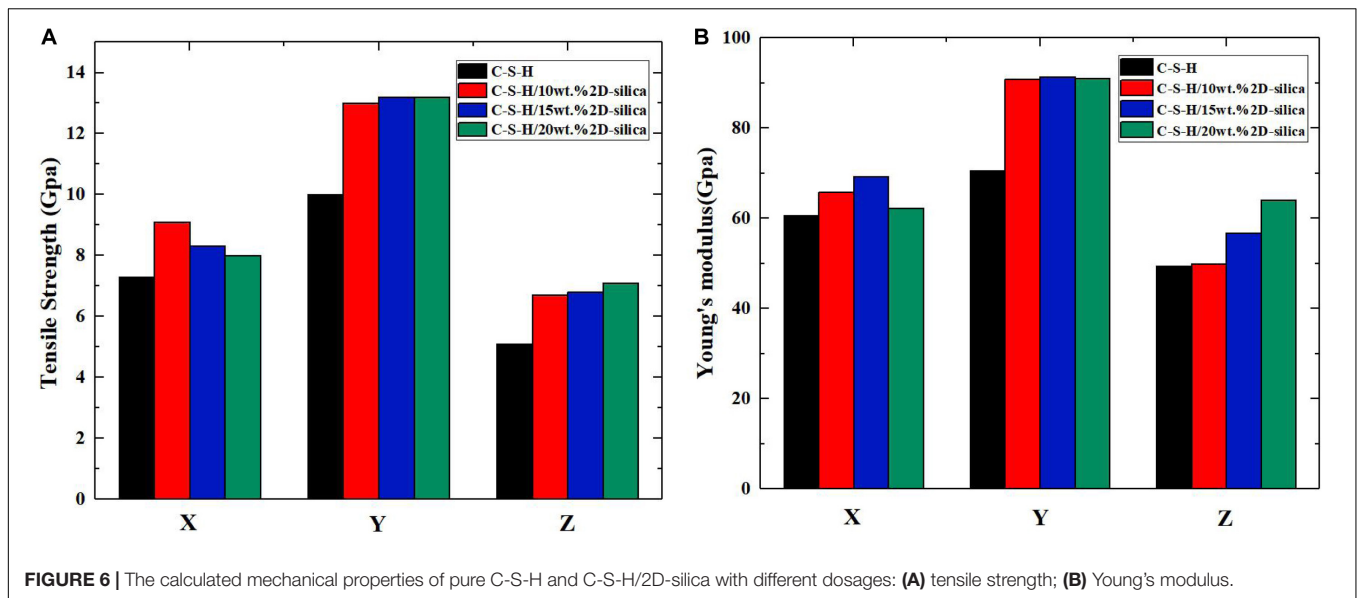 A
Tensile Strength (Gpa)
14
12
10
8
6
4
2
0
C-S-H
C-S-H/10wt.%2D-silica
C-S-H/15wt.%2D-silica
C-S-H/20wt.%2D-silica
X Y Z
B
Young's modulus(Gpa)
100
80
60
40
20
0
C-S-H
C-S-H/10wt.%2D-silica
C-S-H/15wt.%2D-silica
C-S-H/20wt.%2D-silica
X Y Z
FIGURE 6 | The calculated mechanical properties of pure C-S-H and C-S-H/2D-silica with different dosages: (A) tensile strength; (B) Young's modulus.